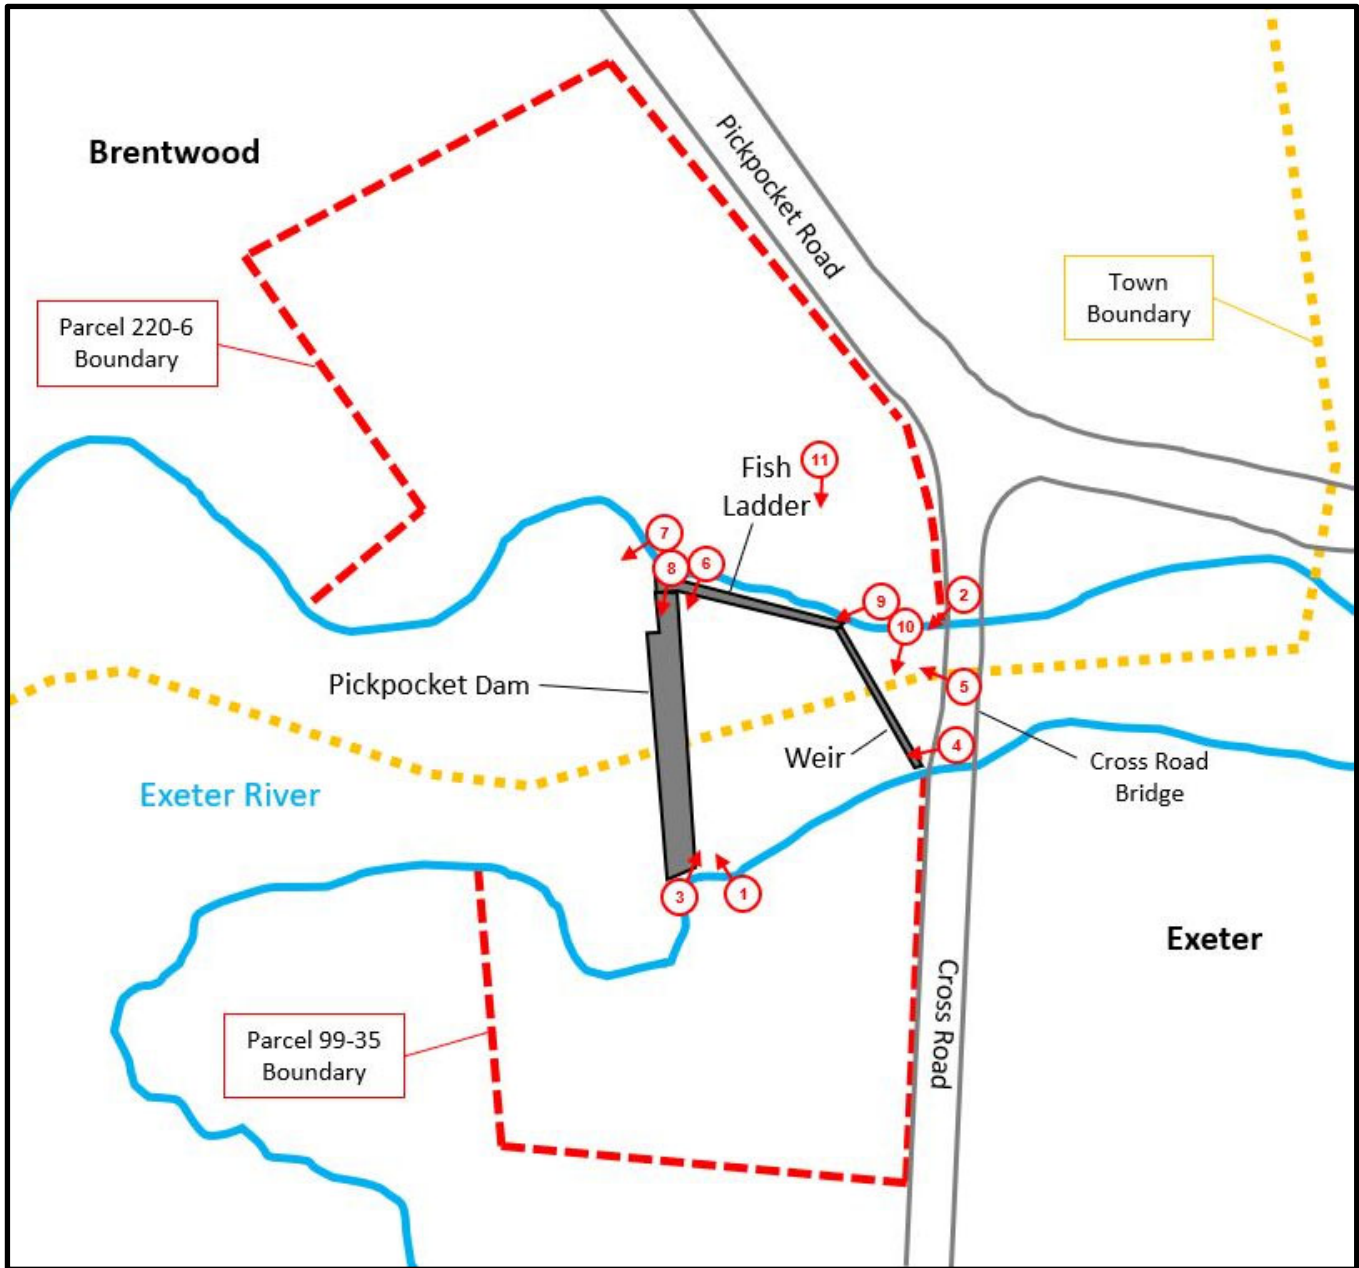 Brentwood
Pickpocket Road
Town
Boundary
Parcel 220-6
Boundary
Fish
Ladder
11
7
8
6
9
10
2
Pickpocket Dam
5
4
Weir
Cross Road
Bridge
Exeter River
3
1
Exeter
Cross Road
Parcel 99-35
Boundary